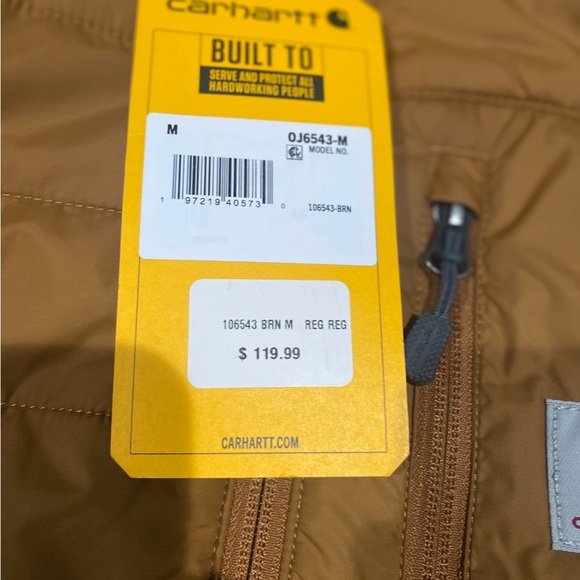 carhartt
BUILT TO
SERVE AND PROTECT ALL
HARDWORKING PEOPLE
M OJ6543-M
MODEL NO.
1 97219 40573 0
106543-BRN
106543 BRN M REG REG
$ 119.99
CARHARTT.COM